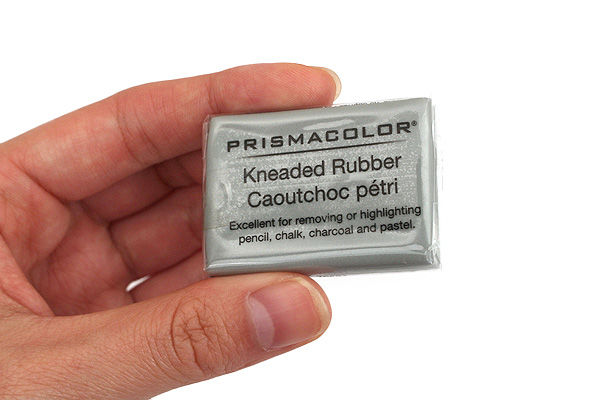 PRISMACOLOR®
Kneaded Rubber
Caoutchoc pétri
Excellent for removing or highlighting
pencil, chalk, charcoal and pastel.